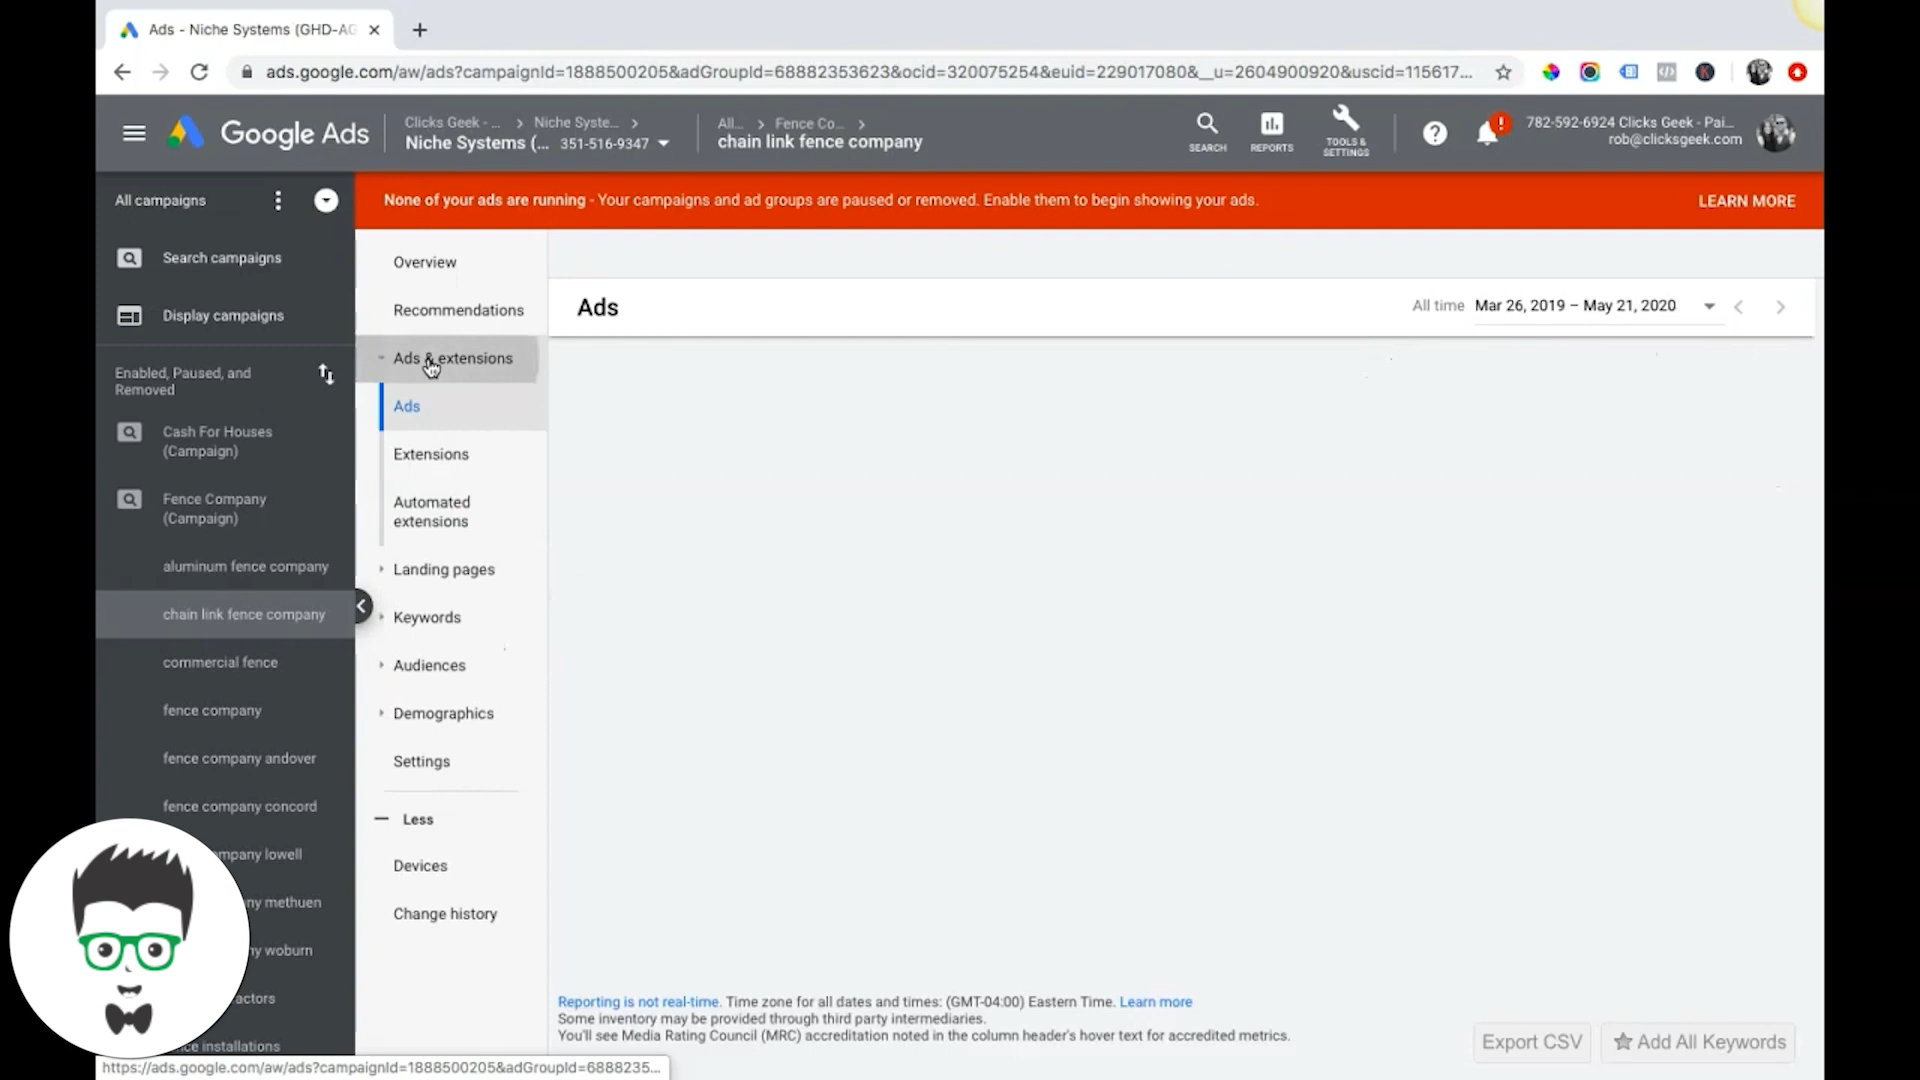 Ads - Niche Systems (GHD-AG
ads.google.com/aw/ads?campaignId=1888500205&adGroupId=68882353623&ocid=320075254&euid=229017080&__u=2604900920&uscid=115617...
Google Ads
Clicks Geek - ...
Niche Syste...
Niche Systems (... 351-516-9347
All...
Fence Co...
chain link fence company
SEARCH
REPORTS
TOOLS &
SETTINGS
782-592-6924 Clicks Geek - Pai...
rob@clicksgeek.com
All campaigns
Search campaigns
Display campaigns
Enabled, Paused, and
Removed
Cash For Houses
(Campaign)
Fence Company
(Campaign)
aluminum fence company
chain link fence company
commercial fence
fence company
fence company andover
fence company concord
mpany lowell
ny methuen
ny woburn
actors
ce installations
None of your ads are running - Your campaigns and ad groups are paused or removed. Enable them to begin showing your ads.
LEARN MORE
Overview
Recommendations
Ads & extensions
Ads
Extensions
Automated
extensions
Landing pages
Keywords
Audiences
Demographics
Settings
Less
Devices
Change history
Ads
All time Mar 26, 2019 – May 21, 2020
Reporting is not real-time. Time zone for all dates and times: (GMT-04:00) Eastern Time. Learn more
Some inventory may be provided through third party intermediaries.
You'll see Media Rating Council (MRC) accreditation noted in the column header's hover text for accredited metrics.
Export CSV
Add All Keywords
https://ads.google.com/aw/ads?campaignId=1888500205&adGroupId=6888235...